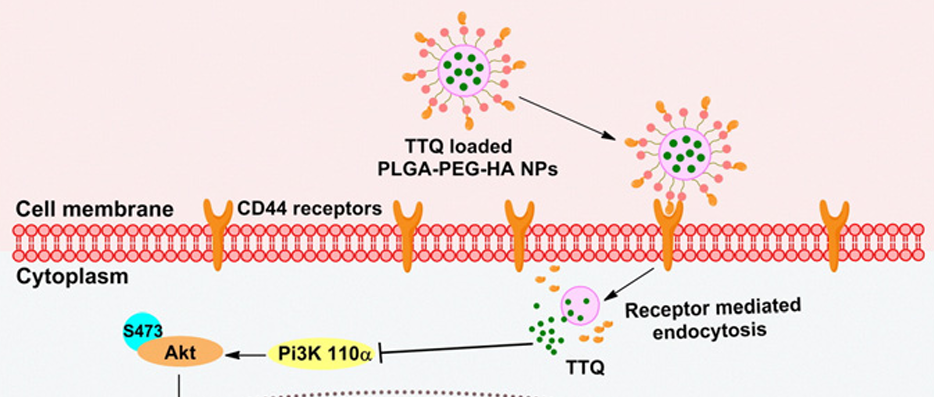 TTQ loaded
PLGA-PEG-HA NPs
Cell membrane
CD44 receptors
Cytoplasm
Receptor mediated
endocytosis
S473
Akt
Pi3K 110α
TTQ